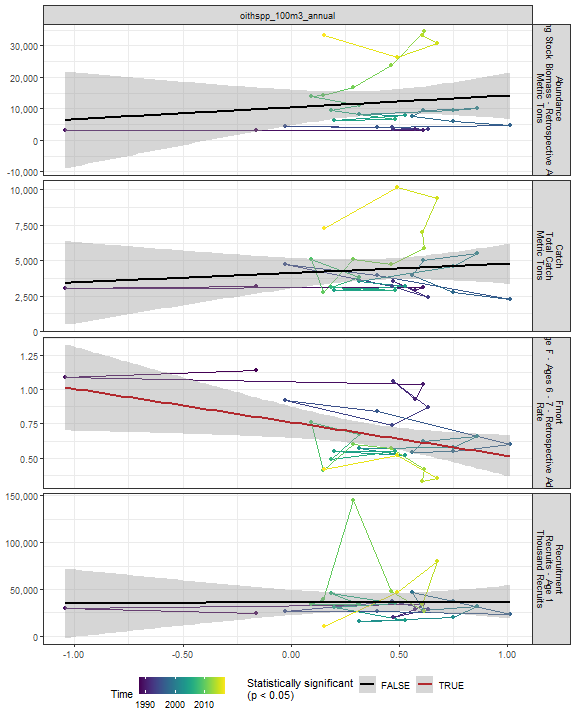 oithspp_100m3_annual
30,000
20,000
10,000
0
-10,000
Abundance
Stock Biomass - Retrospective
Metric Tons
10,000
7,500
5,000
2,500
0
Catch
Total Catch
Metric Tons
1.25
1.00
0.75
0.50
Fmort
F - Ages 6 - 7 - Retrospective
Rate
150,000
100,000
50,000
0
Recruitment
Recruits - Age 1
Thousand Recruits
-1.00 -0.50 0.00 0.50 1.00
Time
1990 2000 2010
Statistically significant
(p < 0.05)
FALSE TRUE